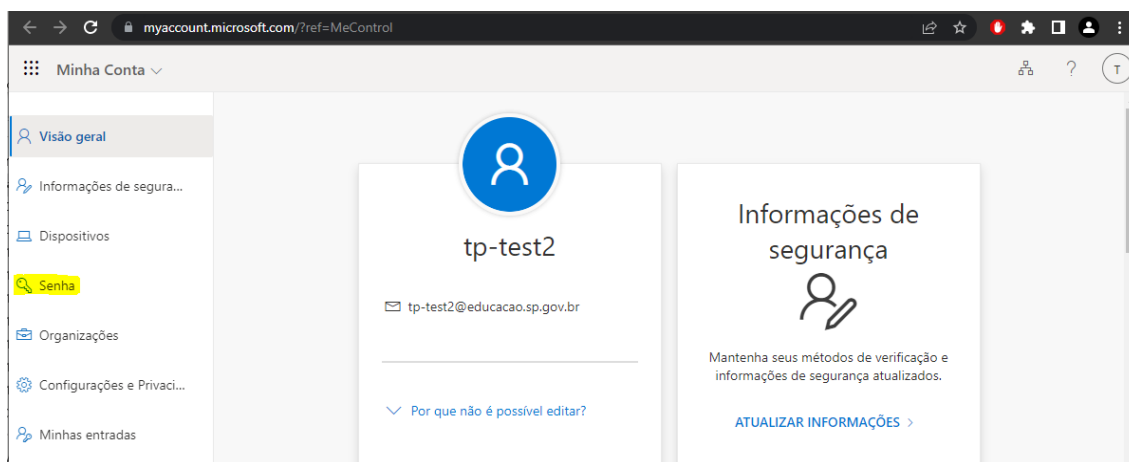 myaccount.microsoft.com/?ref=MeControl
Minha Conta
?
T
Visão geral
Informações de segura...
Dispositivos
Senha
Organizações
Configurações e Privaci...
Minhas entradas
tp-test2
tp-test2@educacao.sp.gov.br
Por que não é possível editar?
Informações de
segurança
Mantenha seus métodos de verificação e
informações de segurança atualizados.
ATUALIZAR INFORMAÇÕES >